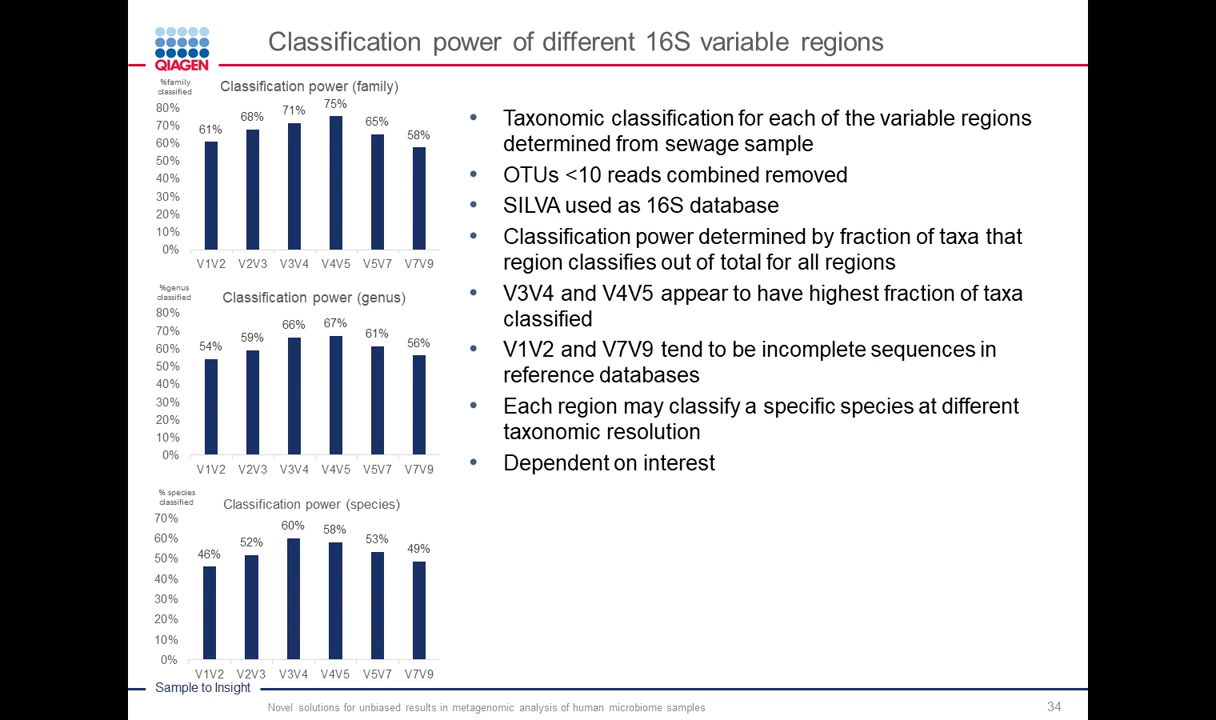 Classification power of different 16S variable regions
QIAGEN
%family
classified
Classification power (family)
80%
70%
60%
50%
40%
30%
20%
10%
0%
61%
68%
71%
75%
65%
58%
V1V2 V2V3 V3V4 V4V5 V5V7 V7V9
%genus
classified
Classification power (genus)
80%
70%
60%
50%
40%
30%
20%
10%
0%
54%
59%
66%
67%
61%
56%
V1V2 V2V3 V3V4 V4V5 V5V7 V7V9
% species
classified
Classification power (species)
70%
60%
50%
40%
30%
20%
10%
0%
46%
52%
60%
58%
53%
49%
V1V2 V2V3 V3V4 V4V5 V5V7 V7V9
• Taxonomic classification for each of the variable regions
determined from sewage sample
• OTUs <10 reads combined removed
• SILVA used as 16S database
• Classification power determined by fraction of taxa that
region classifies out of total for all regions
• V3V4 and V4V5 appear to have highest fraction of taxa
classified
• V1V2 and V7V9 tend to be incomplete sequences in
reference databases
• Each region may classify a specific species at different
taxonomic resolution
• Dependent on interest
Sample to Insight
Novel solutions for unbiased results in metagenomic analysis of human microbiome samples
34